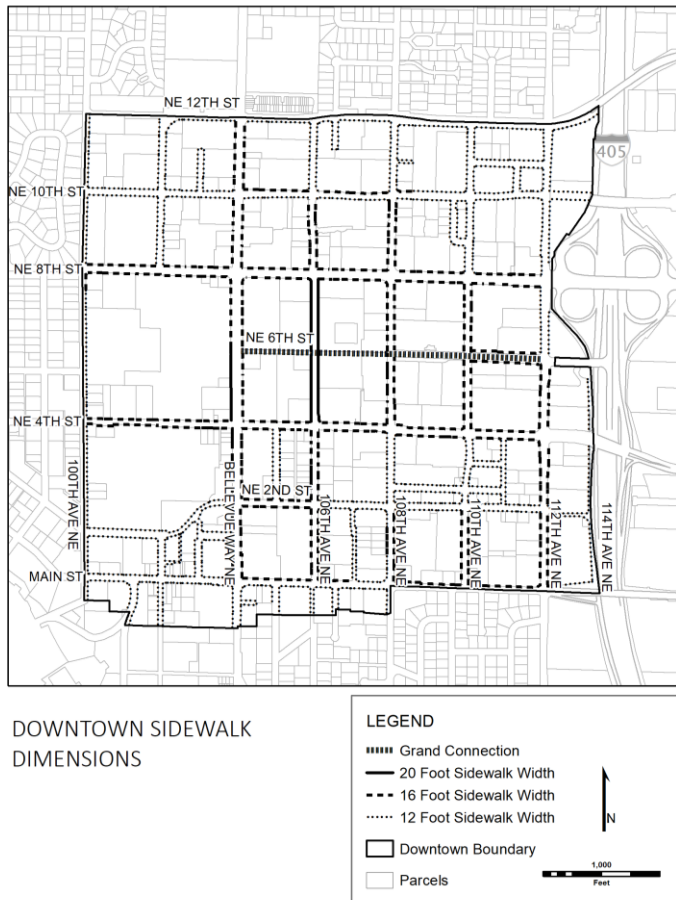 NE 12TH ST
405
NE 10TH ST
NE 8TH ST
NE 6TH ST
NE 4TH ST
100TH AVE NE
BELLEVUE WAY NE
NE 2ND ST
106TH AVE NE
108TH AVE NE
110TH AVE NE
112TH AVE NE
114TH AVE NE
MAIN ST
DOWNTOWN SIDEWALK
DIMENSIONS
LEGEND
Grand Connection
20 Foot Sidewalk Width
16 Foot Sidewalk Width
12 Foot Sidewalk Width
N
Downtown Boundary
Parcels
1,000
Feet